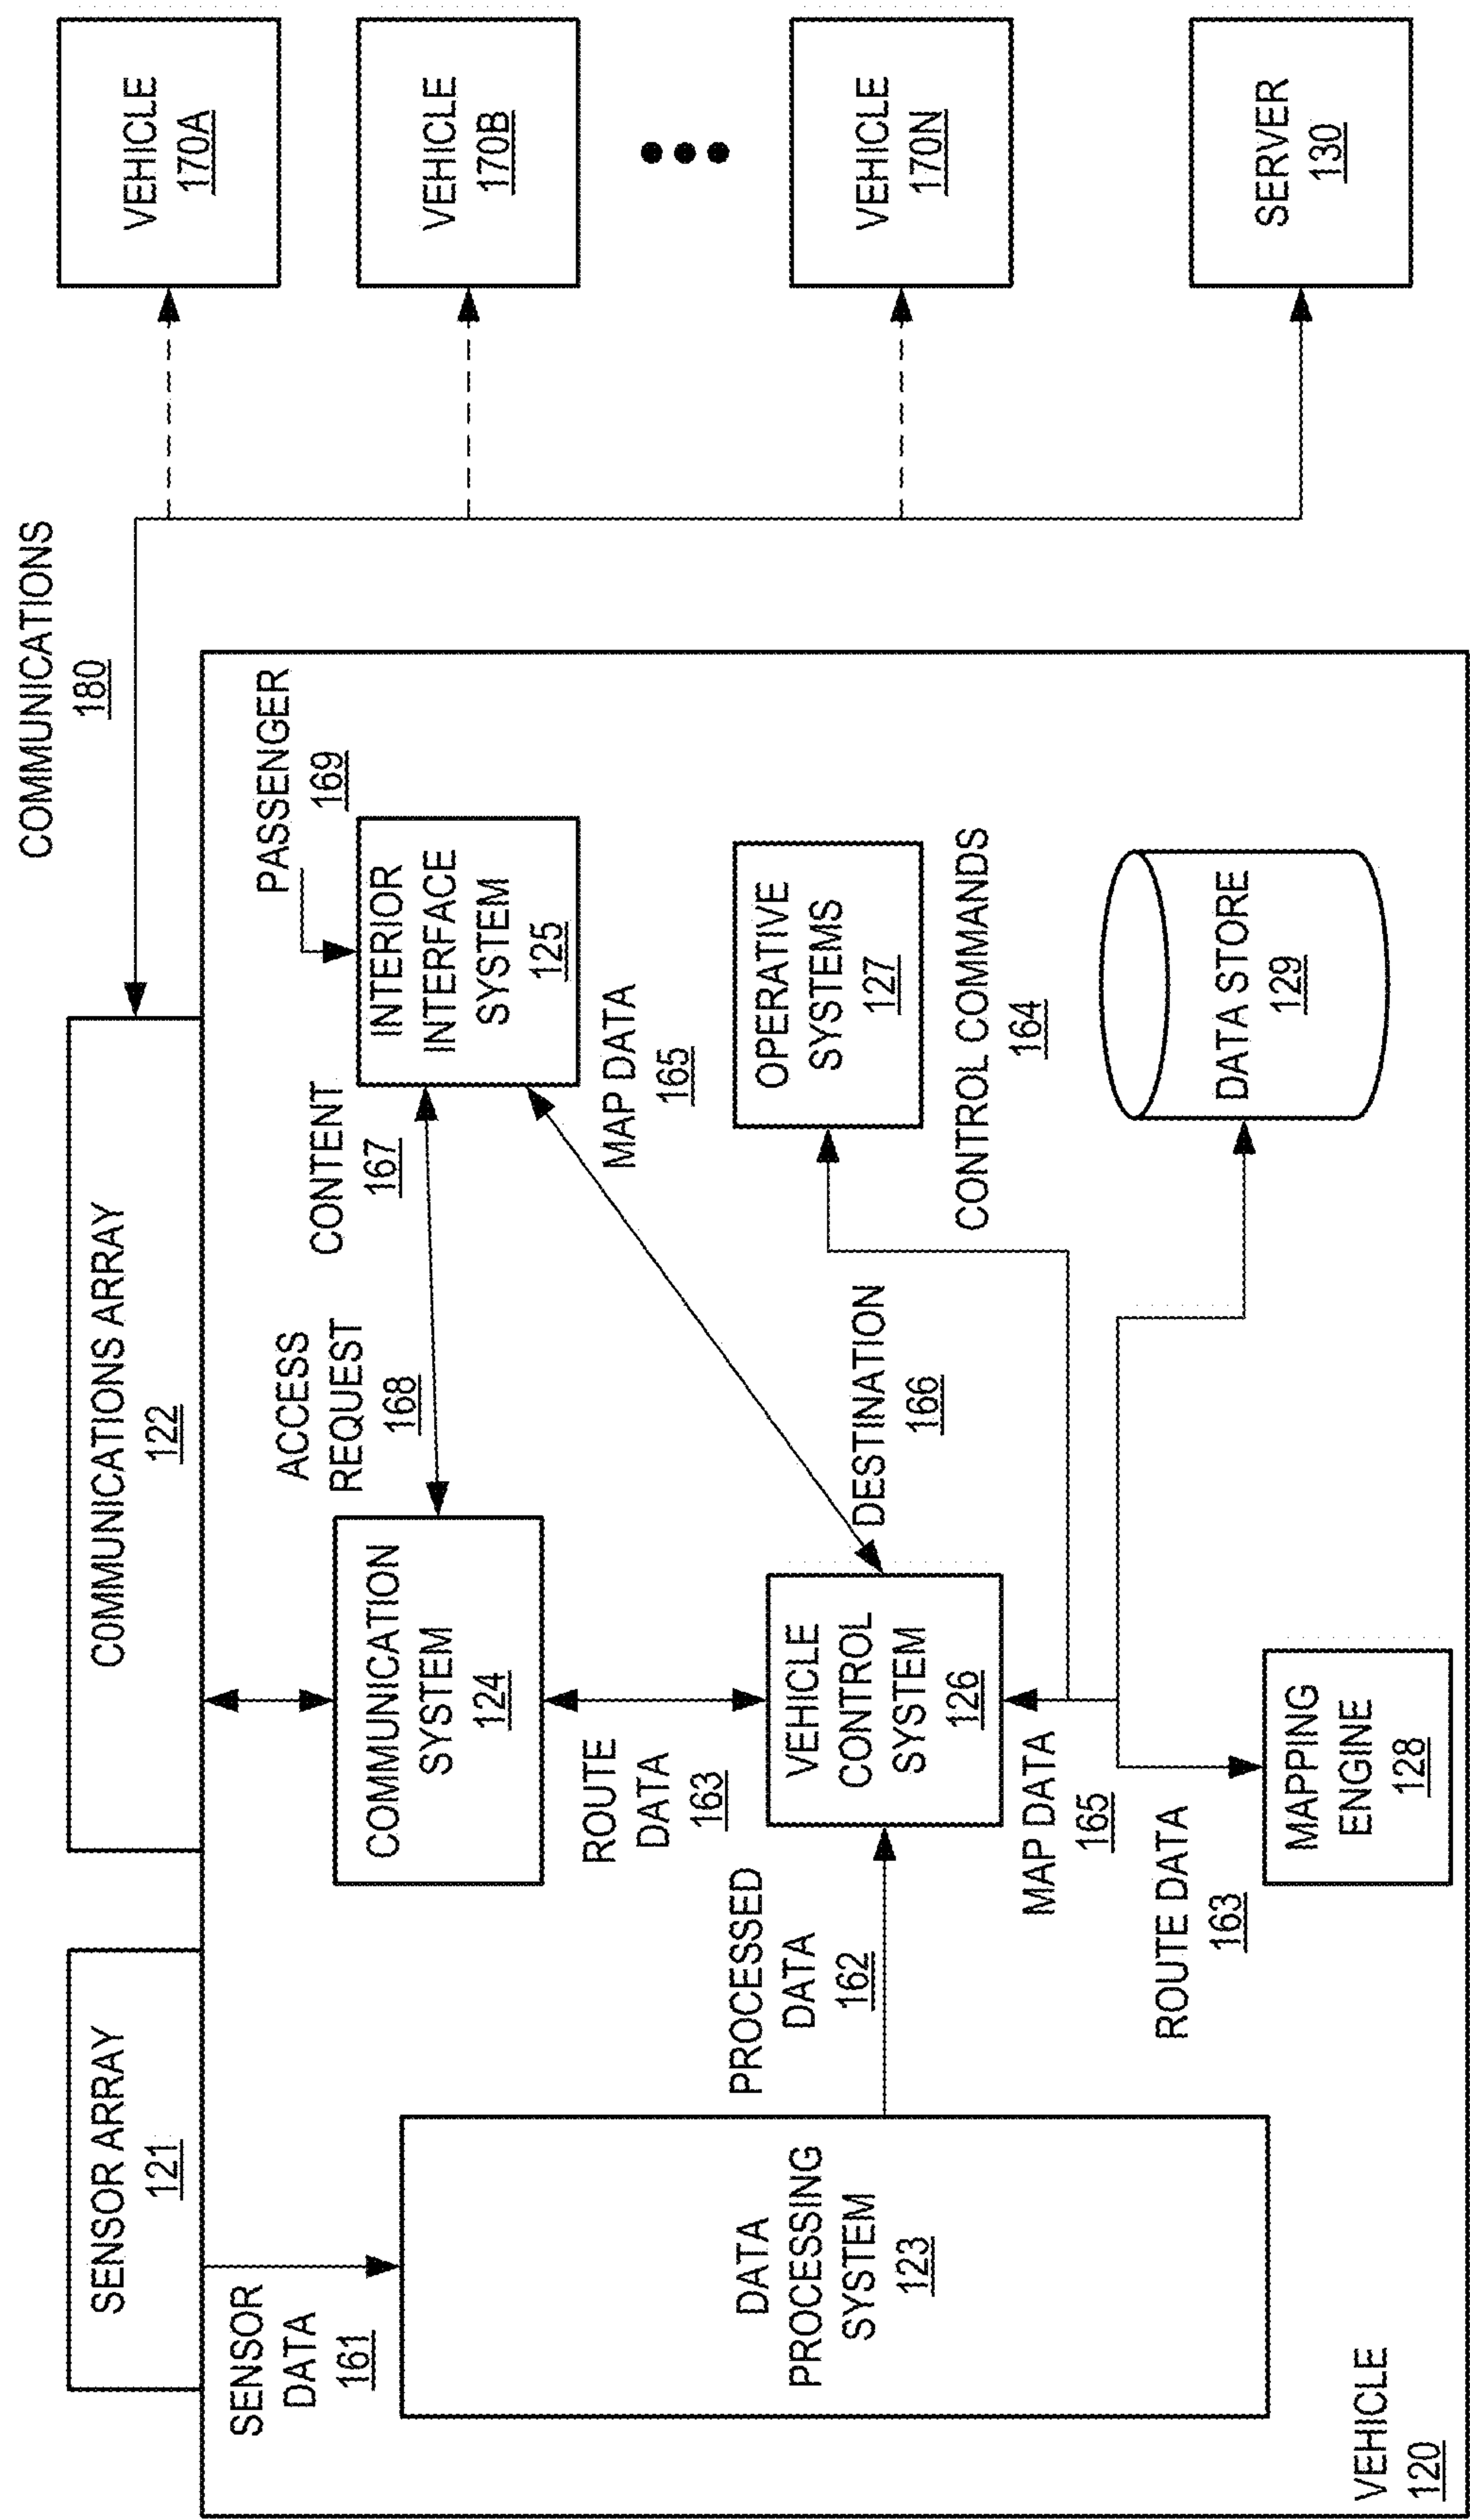 SENSOR ARRAY
121
COMMUNICATIONS ARRAY
122
COMMUNICATIONS
180
SENSOR
DATA
161
DATA
PROCESSING
SYSTEM
123
PROCESSED
DATA
162
COMMUNICATION
SYSTEM
124
ROUTE
DATA
163
ACCESS
REQUEST
168
CONTENT
167
PASSENGER
169
INTERIOR
INTERFACE
SYSTEM
125
MAP DATA
165
VEHICLE
CONTROL
SYSTEM
126
DESTINATION
166
OPERATIVE
SYSTEMS
127
CONTROL COMMANDS
164
MAP DATA
165
ROUTE DATA
163
MAPPING
ENGINE
128
DATA STORE
129
VEHICLE
120
VEHICLE
170A
VEHICLE
170B
VEHICLE
170N
SERVER
130